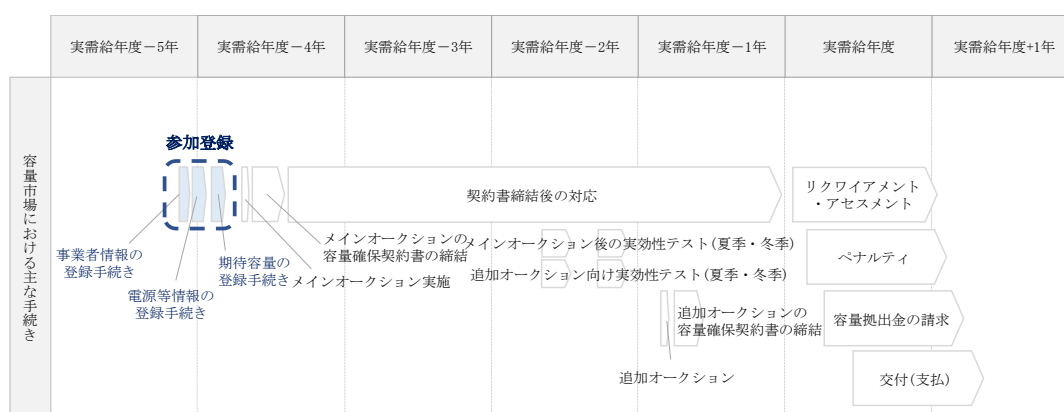 実需給年度－5年
実需給年度－4年
実需給年度－3年
実需給年度－2年
実需給年度－1年
実需給年度
実需給年度+1年
容量市場における主な手続き
参加登録
契約書締結後の対応
リクワイアメント
・アセスメント
事業者情報の
登録手続き
電源等情報の
登録手続き
期待容量の
登録手続き
メインオークションの
容量確保契約書の締結
メインオークション実施
メインオークション後の実効性テスト(夏季・冬季)
追加オークション向け実効性テスト(夏季・冬季)
ペナルティ
追加オークションの
容量確保契約書の締結
追加オークション
容量拠出金の請求
交付(支払)